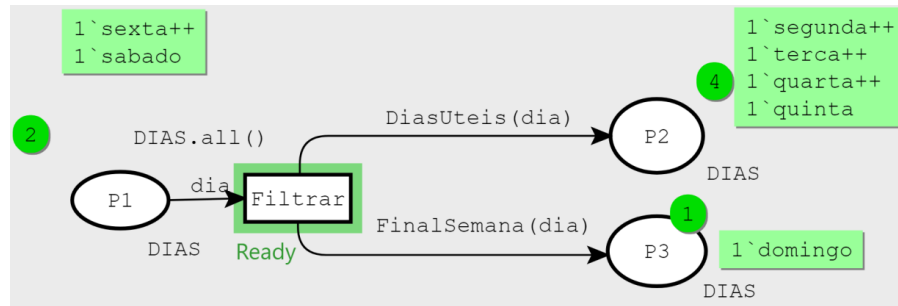 1`sexta++
1`sabado
1`segunda++
1`terca++
1`quarta++
1`quinta
4
2
DIAS.all()
DiasUteis(dia)
P2
DIAS
P1
dia
Filtrar
DIAS
Ready
FinalSemana(dia)
1
P3
1`domingo
DIAS